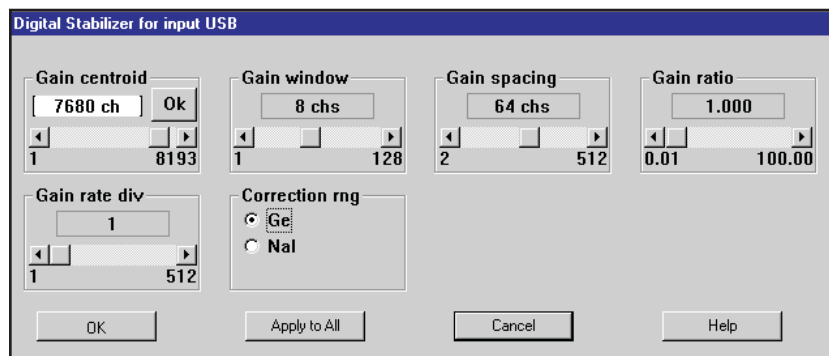 Digital Stabilizer for input USB
Gain centroid
[ 7680 ch ] Ok
1 8193
Gain window
8 chs
1 128
Gain spacing
64 chs
2 512
Gain ratio
1.000
0.01 100.00
Gain rate div
1
1 512
Correction rng
Ge
NaI
OK Apply to All Cancel Help